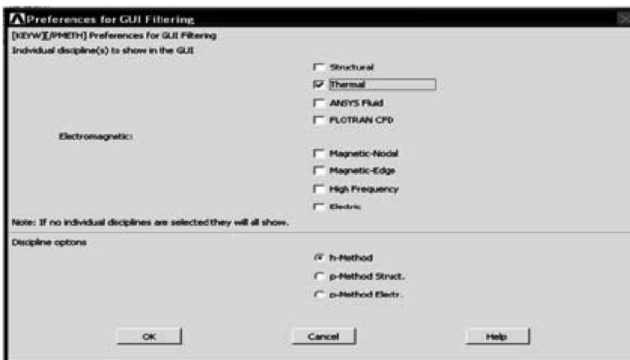 Preferences for GUI Filtering
[KEYW][/PMETH] Preferences for GUI Filtering
Individual discipline(s) to show in the GUI
Structural
Thermal
ANSYS Fluid
FLOTRAN CFD
Electromagnetic:
Magnetic-Nodal
Magnetic-Edge
High Frequency
Electric
Note: If no individual disciplines are selected they will all show.
Discipline options
h-Method
p-Method Struct.
p-Method Electr.
OK Cancel Help